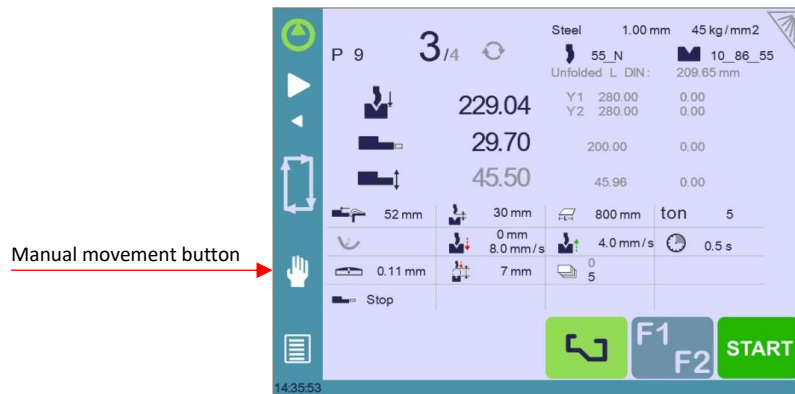 Steel 1.00 mm 45 kg/mm2
P 9 3/4
55_N 10__86__55
Unfolded L DIN: 209.65 mm
229.04 Y1 280.00 0.00
Y2 280.00 0.00
29.70 200.00 0.00
45.50 45.96 0.00
52 mm 30 mm 800 mm ton 5
0 mm
8.0 mm/s 4.0 mm/s 0.5 s
Manual movement button
0.11 mm 7 mm 0
5
Stop
F1
F2 START
14:35:53